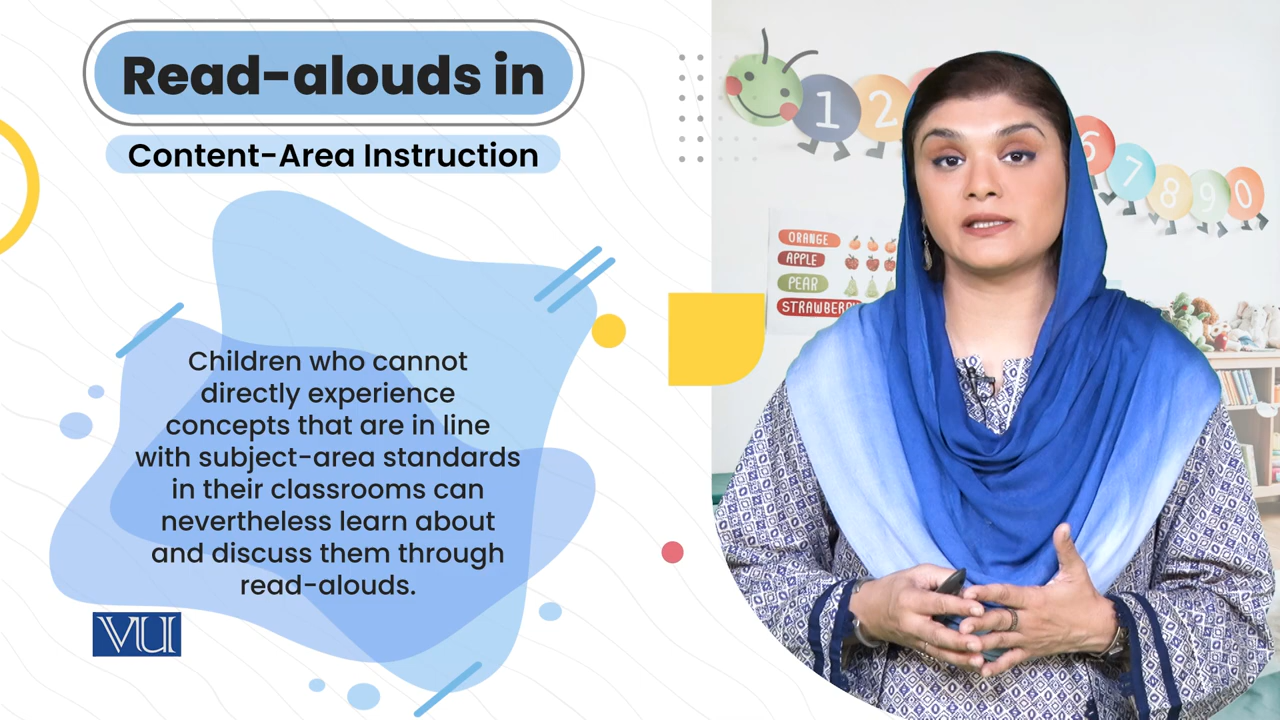 Read-alouds in
Content-Area Instruction
Children who cannot
directly experience
concepts that are in line
with subject-area standards
in their classrooms can
nevertheless learn about
and discuss them through
read-alouds.
VU
1 2
6 7 8 9 0
ORANGE
APPLE
PEAR